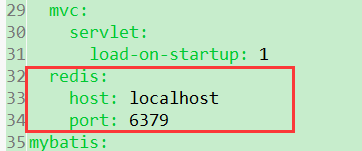 29 mvc:
30 servlet:
31 load-on-startup: 1
32 redis:
33 host: localhost
34 port: 6379
35 mybatis: